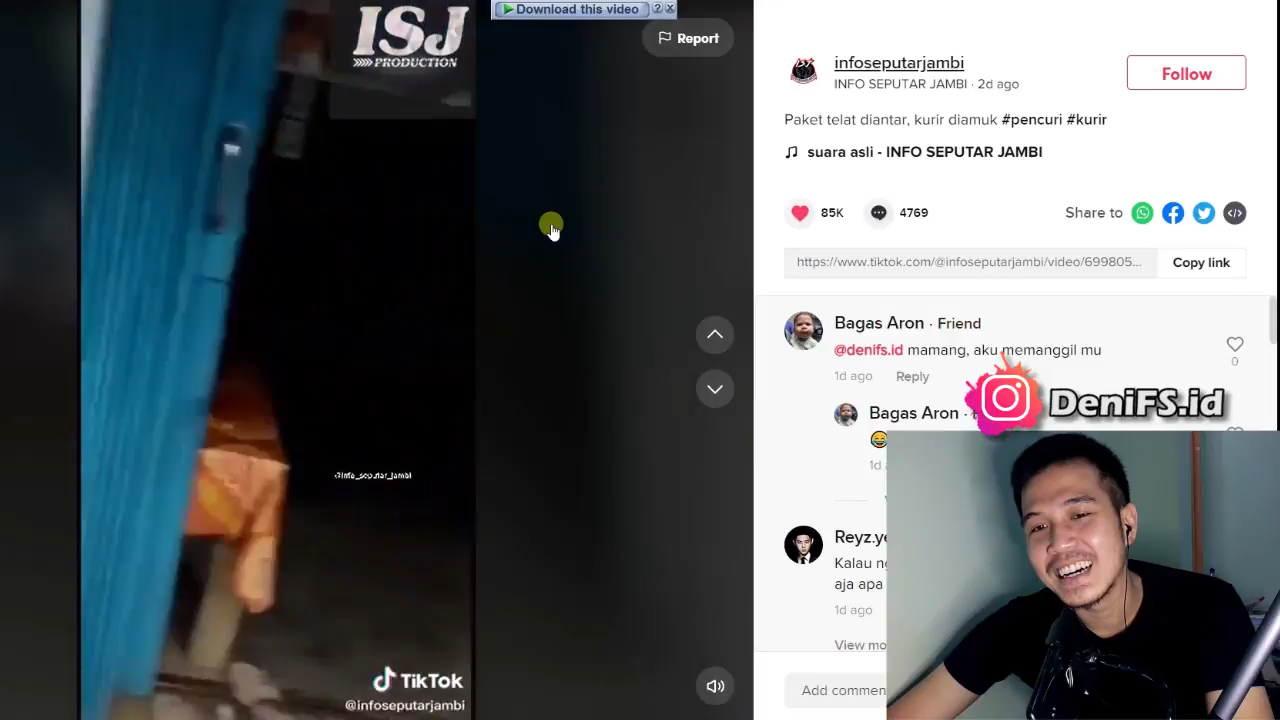 ISJ
PRODUCTION
Download this video
Report
infoseputarjambi
INFO SEPUTAR JAMBI · 2d ago
Follow
Paket telat diantar, kurir diamuk #pencuri #kurir
suara asli - INFO SEPUTAR JAMBI
85K
4769
Share to
https://www.tiktok.com/@infoseputarjambi/video/699805...
Copy link
Bagas Aron · Friend
@denifs.id mamang, aku memanggil mu
1d ago
Reply
0
DeniFS.id
Bagas Aron ·
1d
Reyz.ye
Kalau
aja apa
1d ago
View mo
Add commen
@info_seputar_jambi
TikTok
@infoseputarjambi